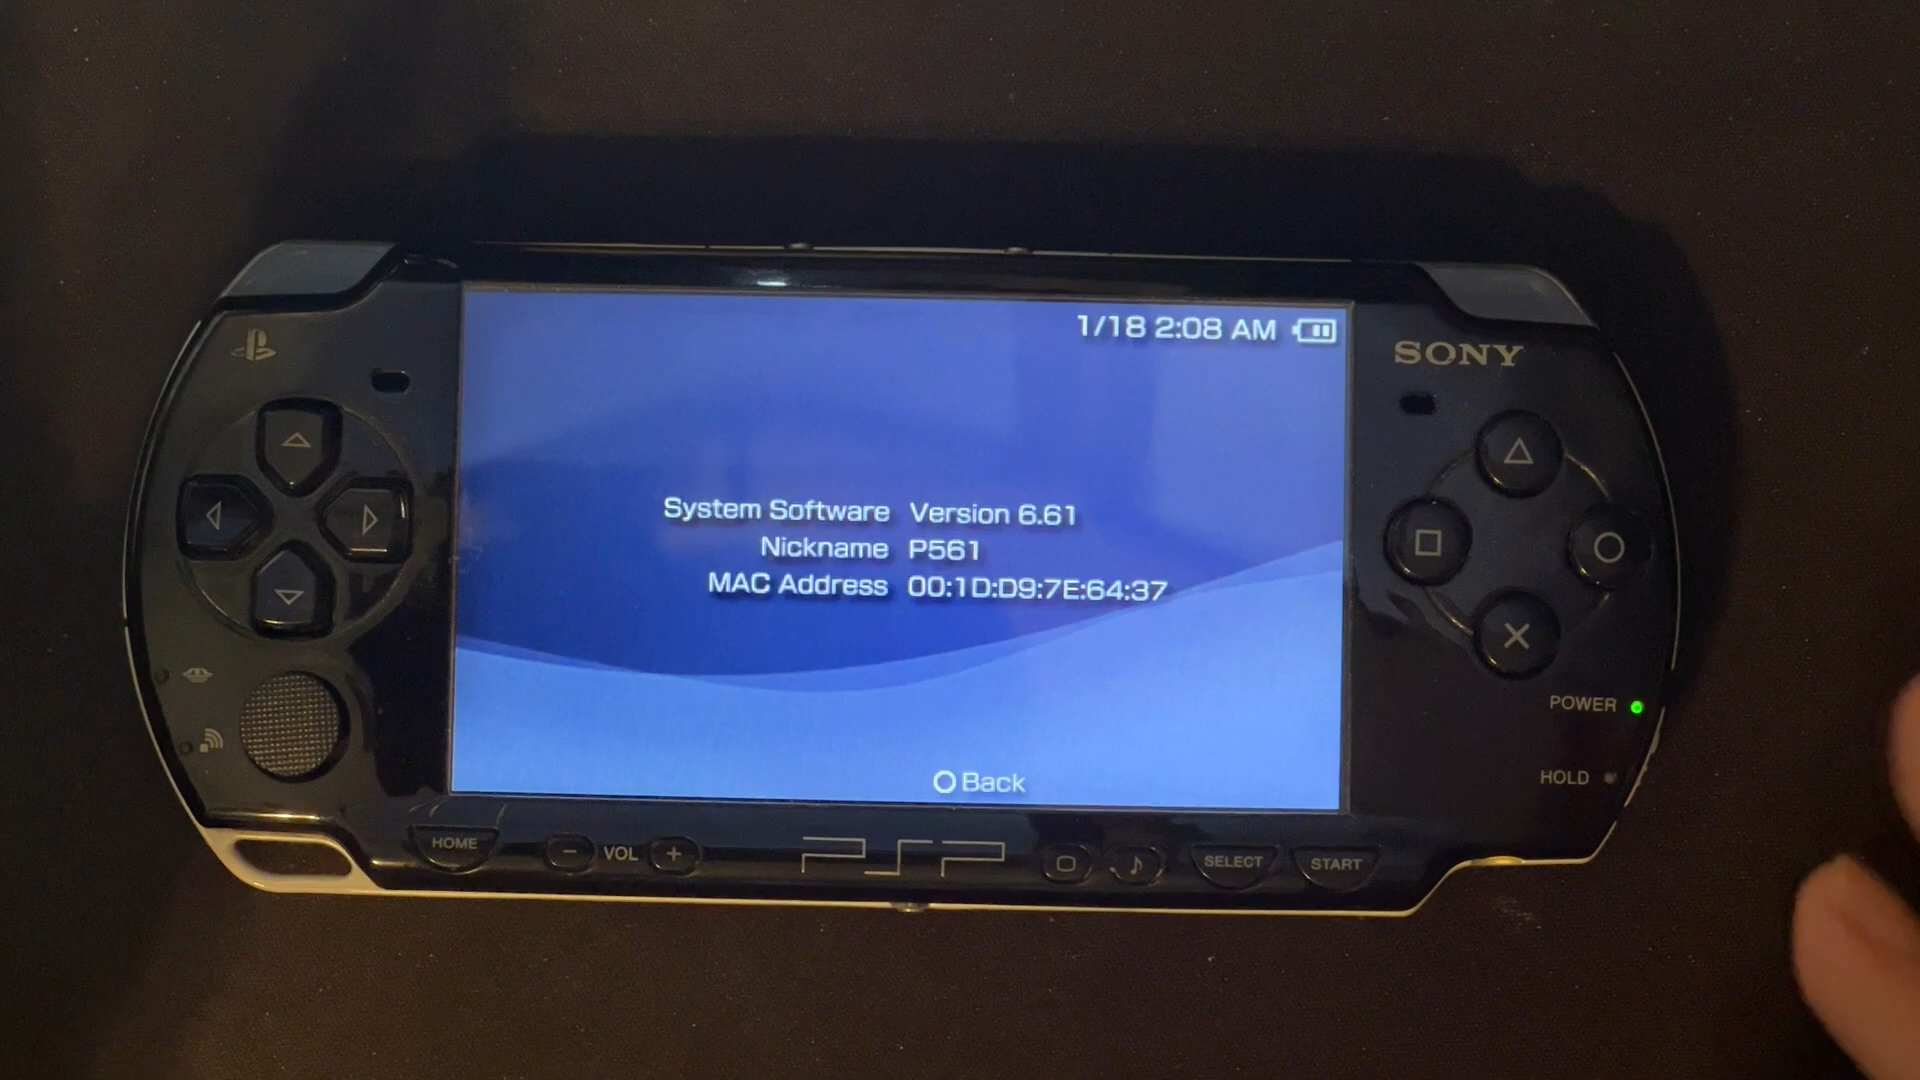 1/18 2:08 AM
SONY
System Software Version 6.61
Nickname P561
MAC Address 00:1D:D9:7E:64:37
POWER
HOLD
Back
HOME
VOL
PSP
SELECT
START